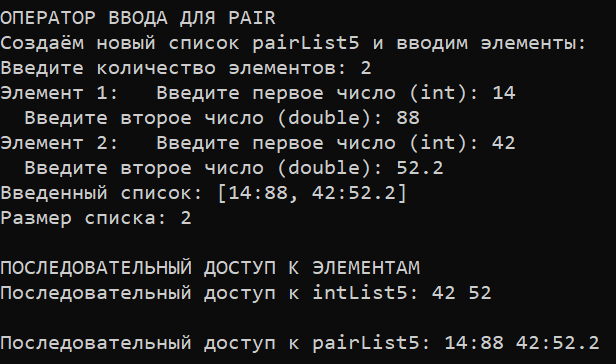 ОПЕРАТОР ВВОДА ДЛЯ PAIR
Создаём новый список pairList5 и вводим элементы:
Введите количество элементов: 2
Элемент 1:   Введите первое число (int): 14
  Введите второе число (double): 88
Элемент 2:   Введите первое число (int): 42
  Введите второе число (double): 52.2
Введенный список: [14:88, 42:52.2]
Размер списка: 2
ПОСЛЕДОВАТЕЛЬНЫЙ ДОСТУП К ЭЛЕМЕНТАМ
Последовательный доступ к intList5: 42 52
Последовательный доступ к pairList5: 14:88 42:52.2